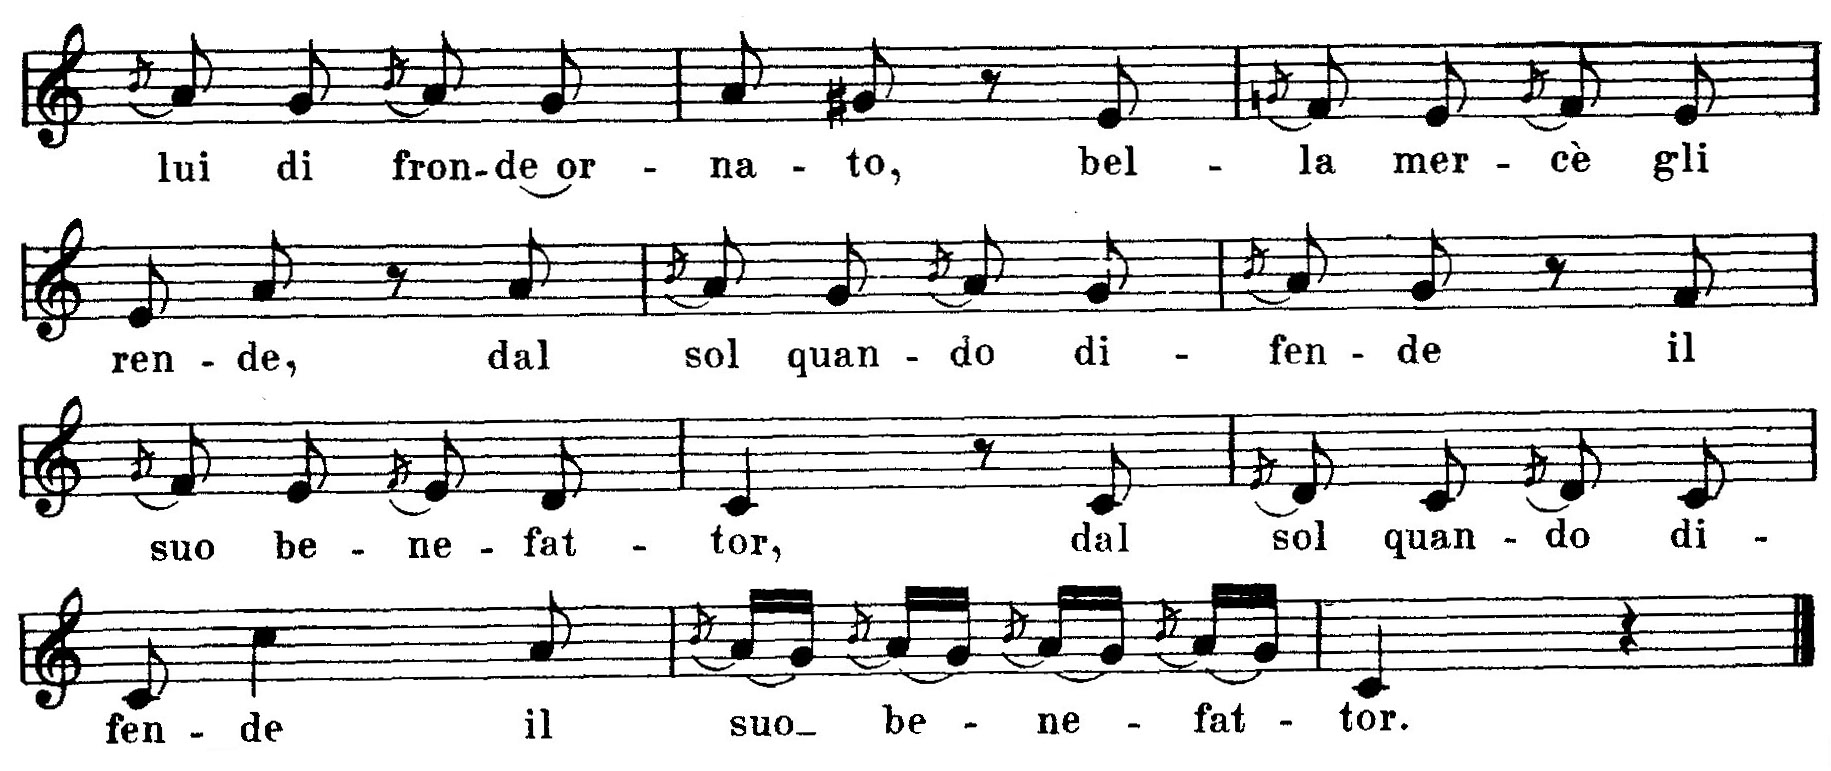 lui di fron-de or - na - to, bel - la mer - cè gli
ren - de, dal sol quan - do di - fen - de il
suo be - ne - fat - tor, dal sol quan - do di -
fen - de il suo_ be - ne - fat - tor.